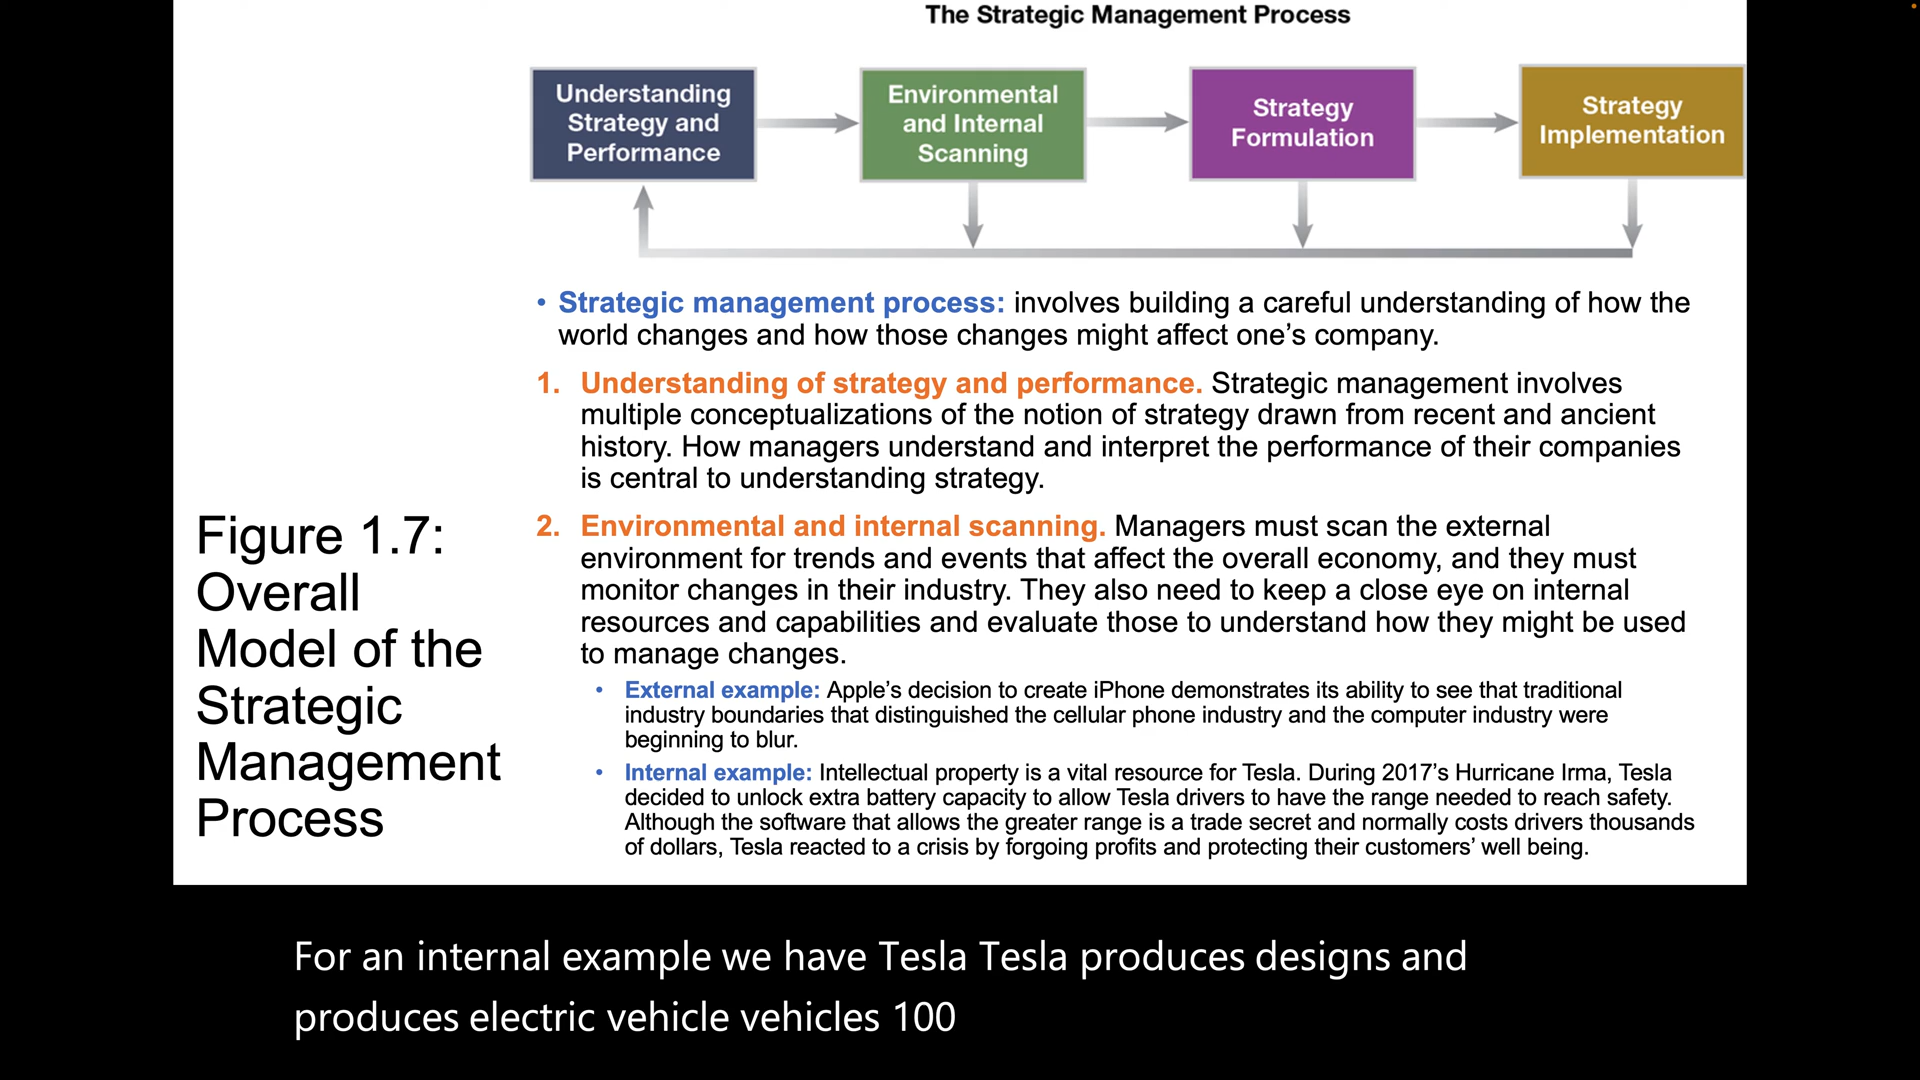 The Strategic Management Process
Understanding
Strategy and
Performance
Environmental
and Internal
Scanning
Strategy
Formulation
Strategy
Implementation
• Strategic management process: involves building a careful understanding of how the
world changes and how those changes might affect one’s company.
1. Understanding of strategy and performance. Strategic management involves
multiple conceptualizations of the notion of strategy drawn from recent and ancient
history. How managers understand and interpret the performance of their companies
is central to understanding strategy.
2. Environmental and internal scanning. Managers must scan the external
environment for trends and events that affect the overall economy, and they must
monitor changes in their industry. They also need to keep a close eye on internal
resources and capabilities and evaluate those to understand how they might be used
to manage changes.
• External example: Apple’s decision to create iPhone demonstrates its ability to see that traditional
industry boundaries that distinguished the cellular phone industry and the computer industry were
beginning to blur.
• Internal example: Intellectual property is a vital resource for Tesla. During 2017’s Hurricane Irma, Tesla
decided to unlock extra battery capacity to allow Tesla drivers to have the range needed to reach safety.
Although the software that allows the greater range is a trade secret and normally costs drivers thousands
of dollars, Tesla reacted to a crisis by forgoing profits and protecting their customers’ well being.
Figure 1.7:
Overall
Model of the
Strategic
Management
Process
For an internal example we have Tesla Tesla produces designs and
produces electric vehicle vehicles 100